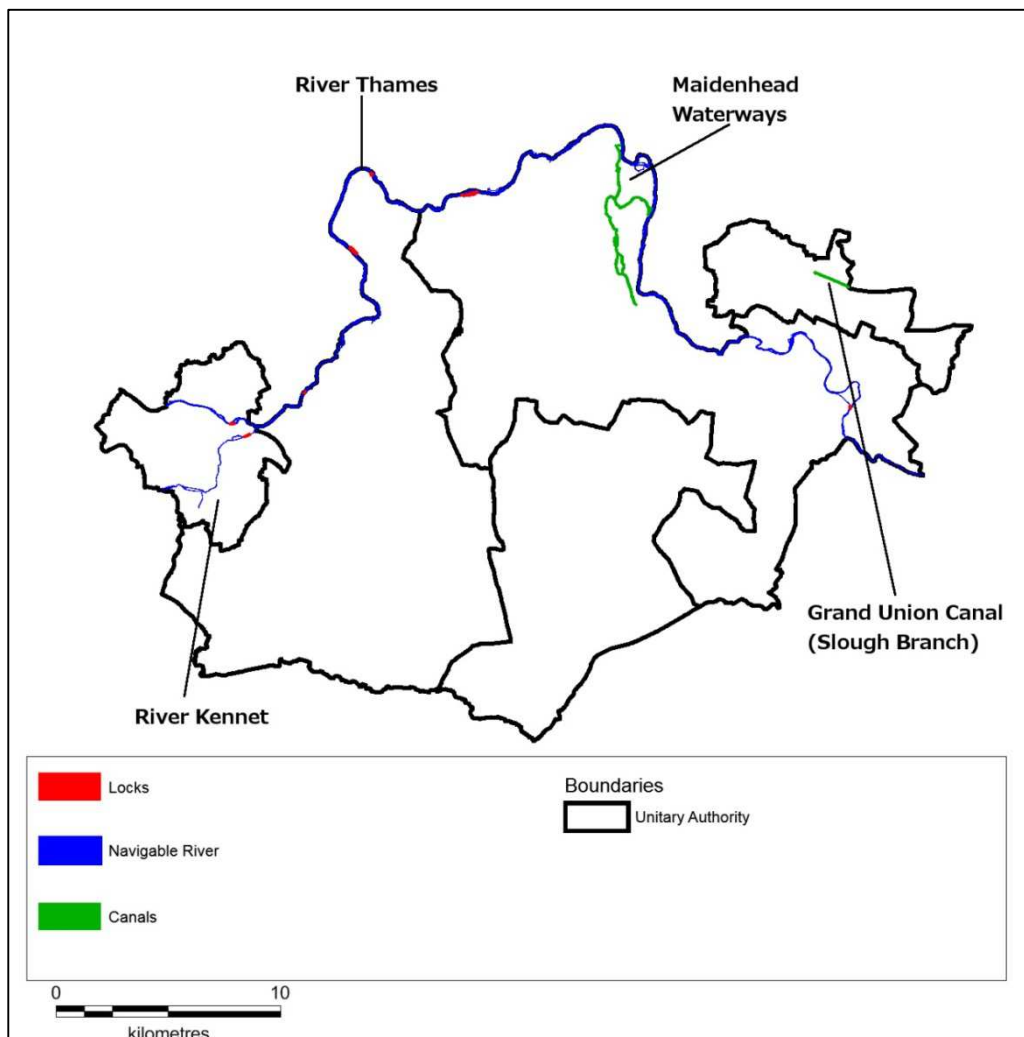 River Thames
Maidenhead
Waterways
Grand Union Canal
(Slough Branch)
River Kennet
Locks
Navigable River
Canals
Boundaries
Unitary Authority
0 10
kilometres